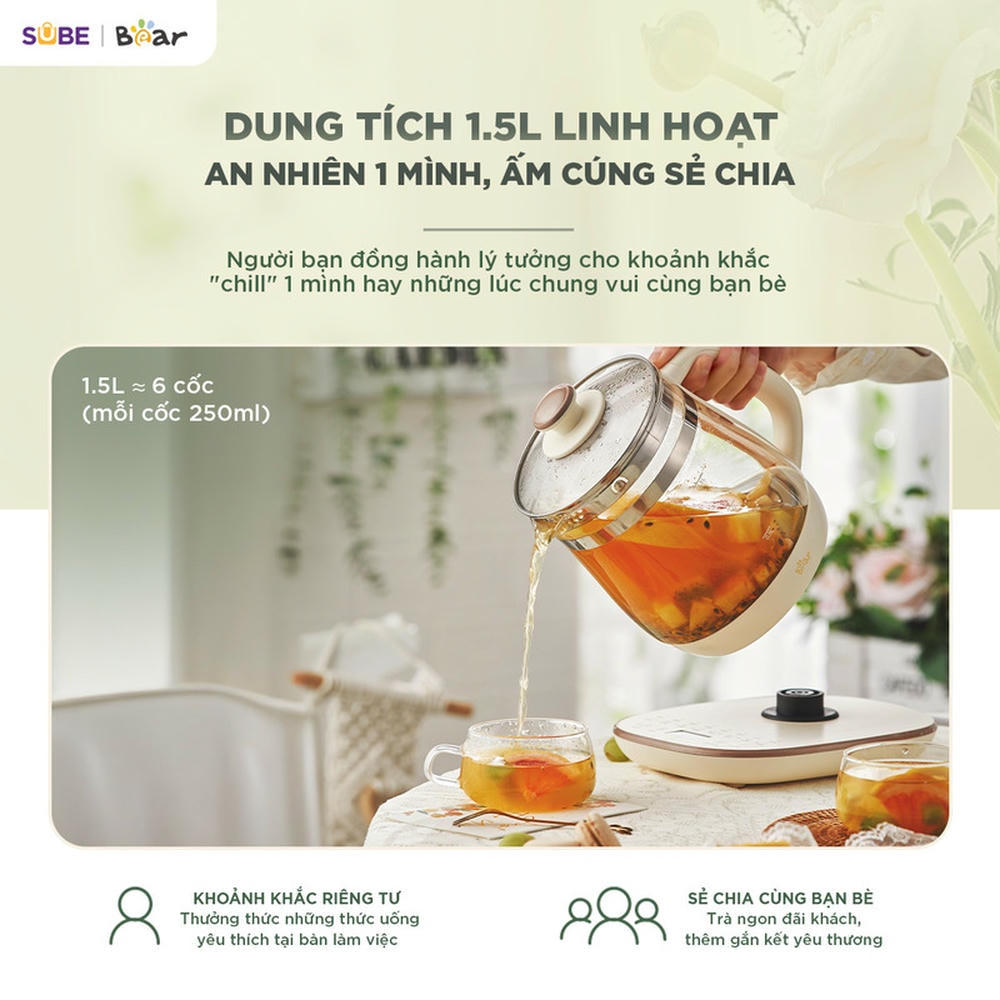 SUBE | Bear
DUNG TÍCH 1.5L LINH HOẠT
AN NHIÊN 1 MÌNH, ẤM CÚNG SẺ CHIA
Người bạn đồng hành lý tưởng cho khoảnh khắc
"chill" 1 mình hay những lúc chung vui cùng bạn bè
1.5L ≈ 6 cốc
(mỗi cốc 250ml)
Bear
KHOẢNH KHẮC RIÊNG TƯ
Thưởng thức những thức uống
yêu thích tại bàn làm việc
SẺ CHIA CÙNG BẠN BÈ
Trà ngon đãi khách,
thêm gắn kết yêu thương